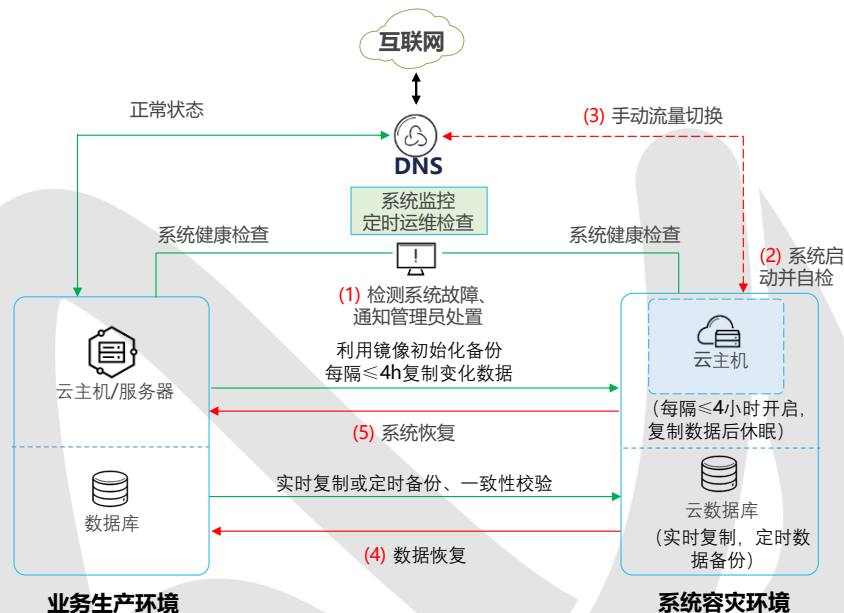 互联网
正常状态
(3) 手动流量切换
DNS
系统监控
定时运维检查
系统健康检查
系统健康检查
(2) 系统启
动并自检
(1) 检测系统故障、
通知管理员处置
利用镜像初始化备份
每隔≤4h复制变化数据
云主机/服务器
云主机
(5) 系统恢复
（每隔≤4小时开启，
复制数据后休眠）
实时复制或定时备份、一致性校验
数据库
云数据库
(4) 数据恢复
（实时复制，定时数
据备份）
业务生产环境
系统容灾环境